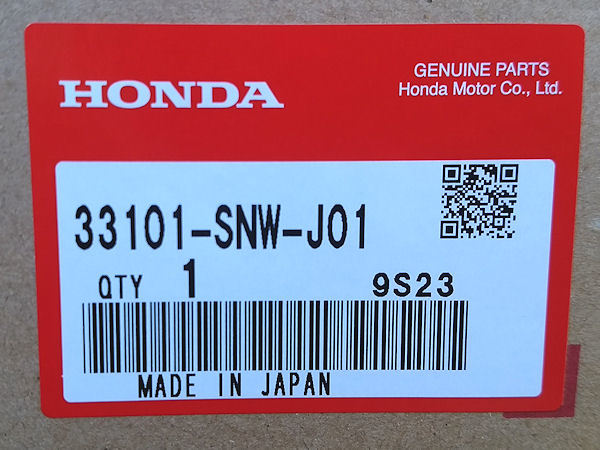 HONDA
GENUINE PARTS
Honda Motor Co., Ltd.
33101-SNW-J01
QTY 1 9S23
MADE IN JAPAN